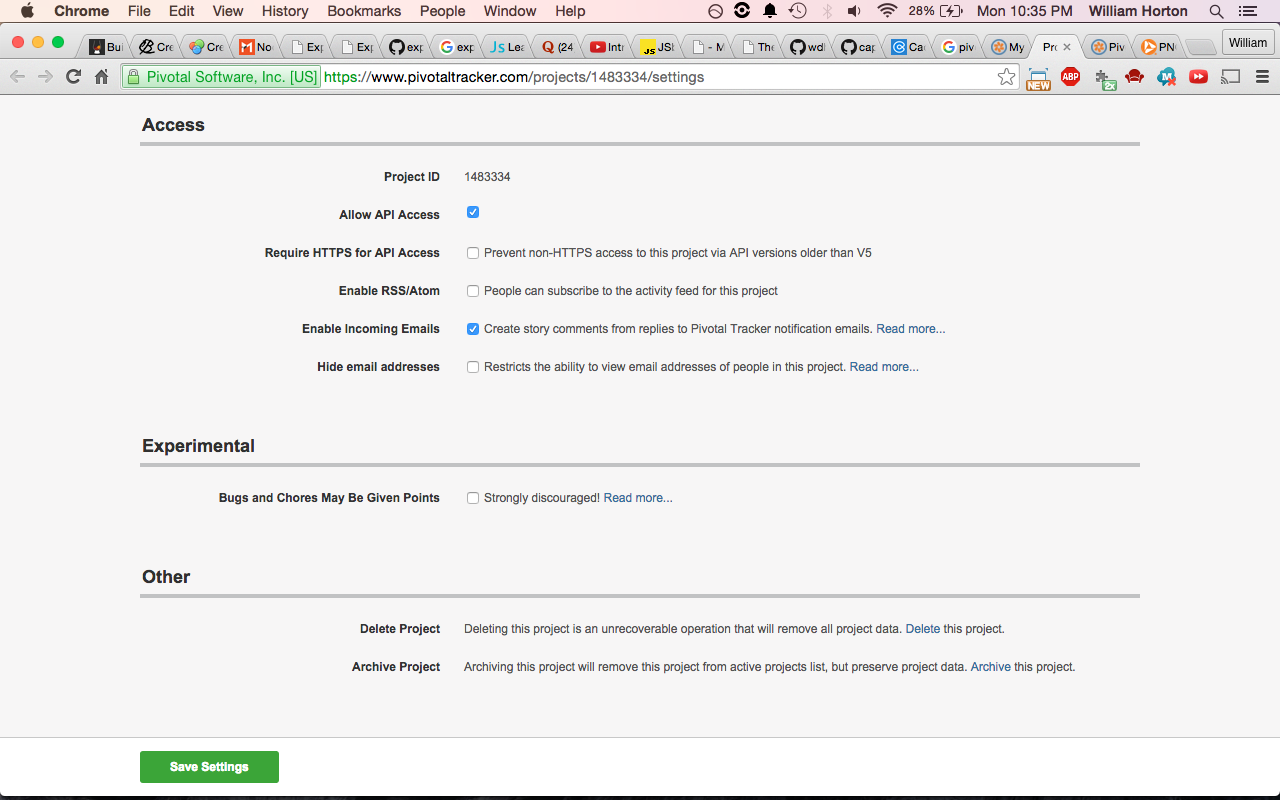 Chrome File Edit View History Bookmarks People Window Help 28% Mon 10:35 PM William Horton
Bui Cre Cre No Exp Exp exp exp Lea (24 Intr JSI - M The wdl cap Ca piv My Pro Piv PN William
Pivotal Software, Inc. [US] https://www.pivotaltracker.com/projects/1483334/settings NEW ABP 2x
Access
Project ID 1483334
Allow API Access
Require HTTPS for API Access Prevent non-HTTPS access to this project via API versions older than V5
Enable RSS/Atom People can subscribe to the activity feed for this project
Enable Incoming Emails Create story comments from replies to Pivotal Tracker notification emails. Read more...
Hide email addresses Restricts the ability to view email addresses of people in this project. Read more...
Experimental
Bugs and Chores May Be Given Points Strongly discouraged! Read more...
Other
Delete Project Deleting this project is an unrecoverable operation that will remove all project data. Delete this project.
Archive Project Archiving this project will remove this project from active projects list, but preserve project data. Archive this project.
Save Settings